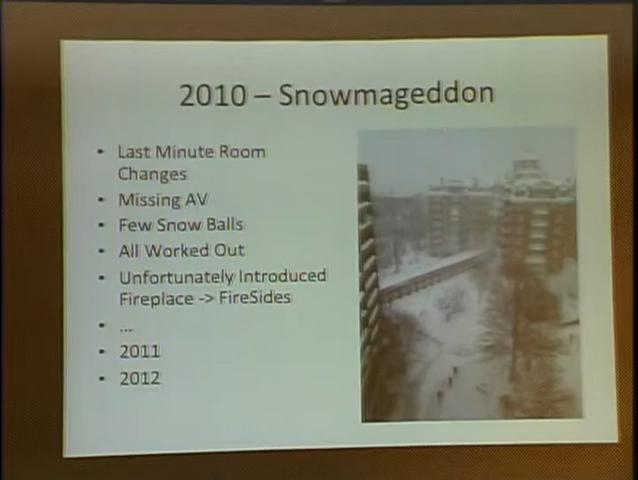 2010 – Snowmageddon
• Last Minute Room
Changes
• Missing AV
• Few Snow Balls
• All Worked Out
• Unfortunately Introduced
Fireplace -> FireSides
• ...
• 2011
• 2012